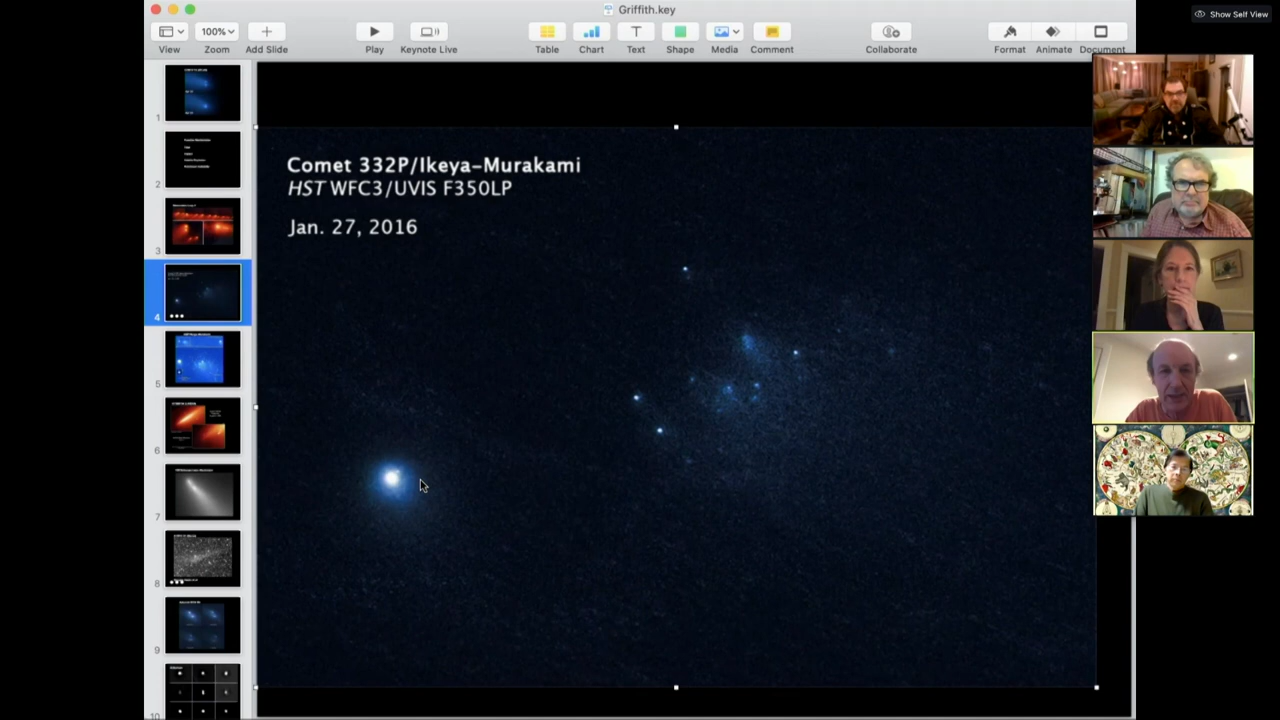 Griffith.key
Show Self View
100%
View
Zoom
Add Slide
Play
Keynote Live
Table
Chart
Text
Shape
Media
Comment
Collaborate
Format
Animate
Document
Comet 332P/Ikeya–Murakami
HST WFC3/UVIS F350LP
Jan. 27, 2016
1
2
3
4
5
6
7
8
9
10